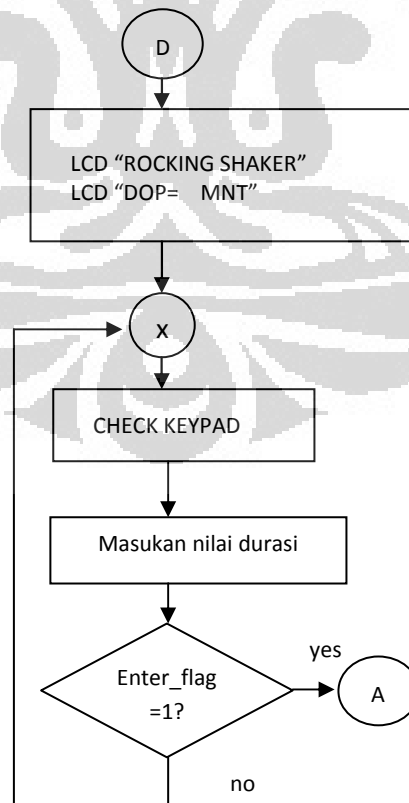 D
LCD “ROCKING SHAKER”
LCD “DOP= MNT”
x
CHECK KEYPAD
Masukan nilai durasi
Enter_flag
=1?
yes
A
no